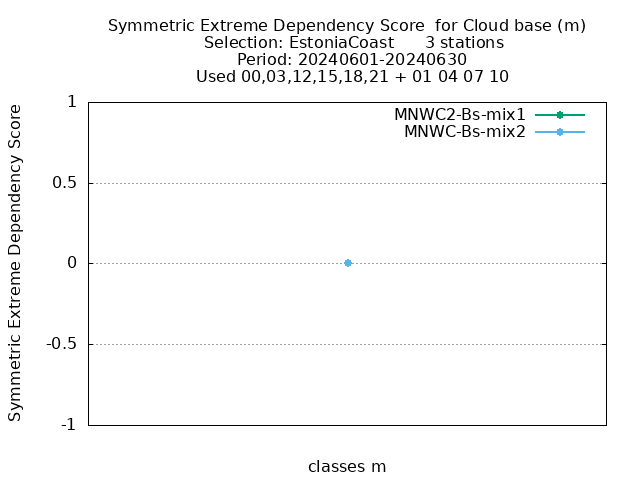 Symmetric Extreme Dependency Score  for Cloud base (m)
Selection: EstoniaCoast      3 stations
Period: 20240601-20240630
Used 00,03,12,15,18,21 + 01 04 07 10
MNWC2-Bs-mix1
MNWC-Bs-mix2
1
0.5
0
-0.5
-1
Symmetric Extreme Dependency Score
classes m